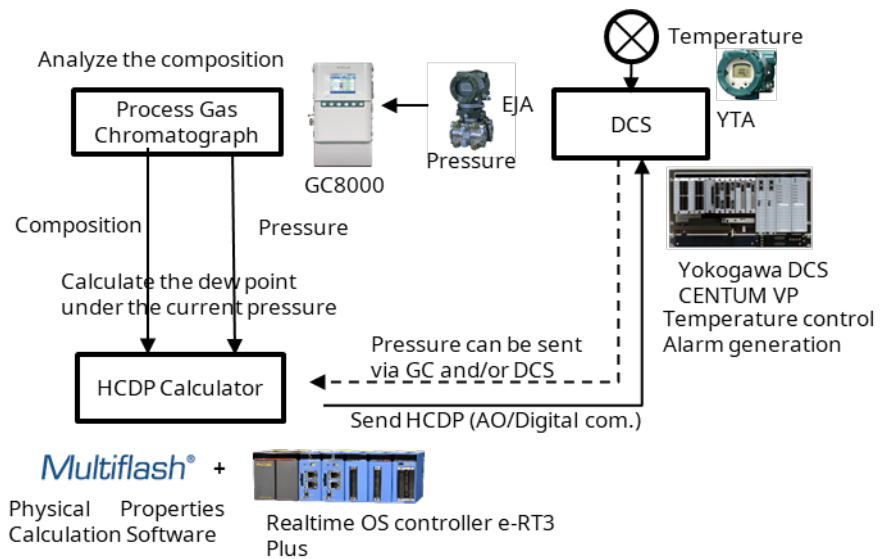 Temperature
Analyze the composition
Process Gas
Chromatograph
EJA
DCS
YTA
Pressure
GC8000
Composition
Pressure
Calculate the dew point
under the current pressure
Yokogawa DCS
CENTUM VP
Temperature control
Alarm generation
Pressure can be sent
via GC and/or DCS
HCDP Calculator
Send HCDP (AO/Digital com.)
Multiflash® +
Physical Properties
Calculation Software
Realtime OS controller e-RT3
Plus